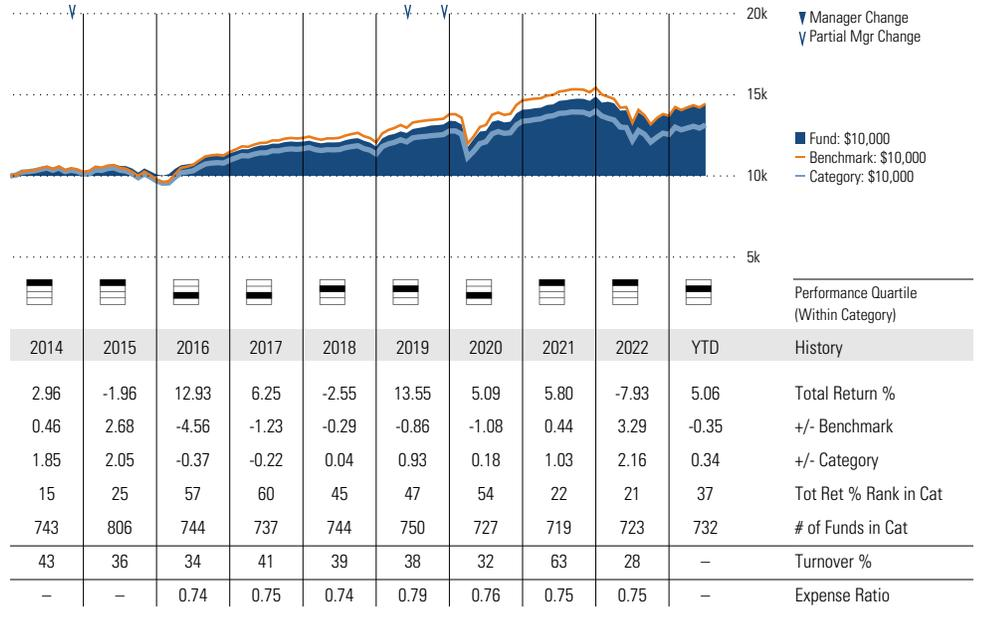 20k
15k
10k
5k
Manager Change
Partial Mgr Change
Fund: $10,000
Benchmark: $10,000
Category: $10,000
Performance Quartile
(Within Category)
2014 2015 2016 2017 2018 2019 2020 2021 2022 YTD History
2.96 -1.96 12.93 6.25 -2.55 13.55 5.09 5.80 -7.93 5.06 Total Return %
0.46 2.68 -4.56 -1.23 -0.29 -0.86 -1.08 0.44 3.29 -0.35 +/- Benchmark
1.85 2.05 -0.37 -0.22 0.04 0.93 0.18 1.03 2.16 0.34 +/- Category
15 25 57 60 45 47 54 22 21 37 Tot Ret % Rank in Cat
743 806 744 737 744 750 727 719 723 732 # of Funds in Cat
43 36 34 41 39 38 32 63 28 – Turnover %
– – 0.74 0.75 0.74 0.79 0.76 0.75 0.75 – Expense Ratio